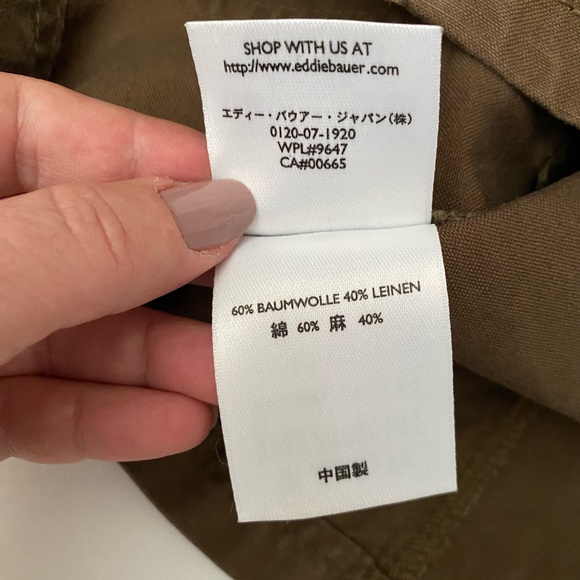 SHOP WITH US AT
http://www.eddiebauer.com
エディー・バウアー・ジャパン(株)
0120-07-1920
WPL#9647
CA#00665
60% BAUMWOLLE 40% LEINEN
綿 60% 麻 40%
中国製